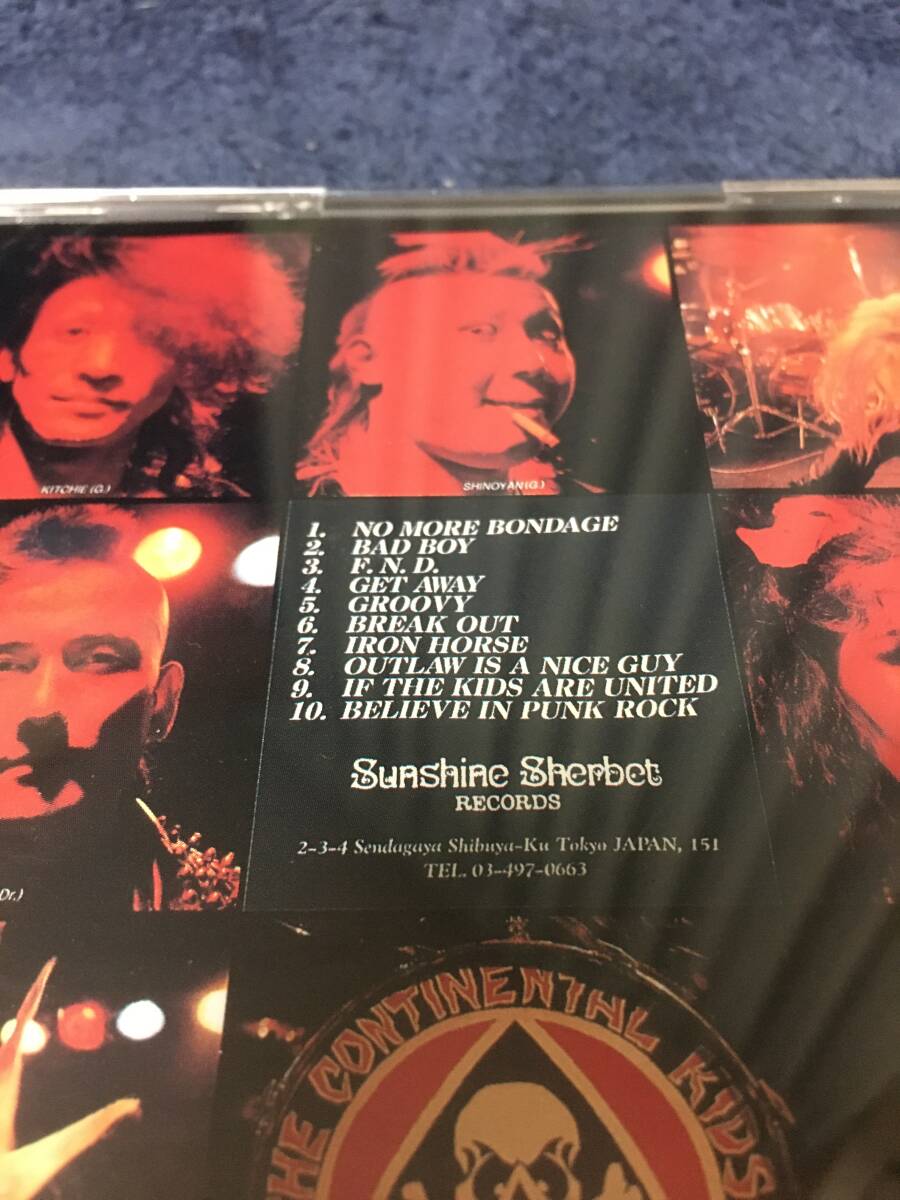 KITCHIE (G.)
SHINOYAN (G.)
1. NO MORE BONDAGE
2. BAD BOY
3. F. N. D.
4. GET AWAY
5. GROOVY
6. BREAK OUT
7. IRON HORSE
8. OUTLAW IS A NICE GUY
9. IF THE KIDS ARE UNITED
10. BELIEVE IN PUNK ROCK
Sunshine Sherbet
RECORDS
2-3-4 Sendagaya Shibuya-Ku Tokyo JAPAN, 151
TEL. 03-497-0663
Dr.)
THE CONTINENTAL KIDS